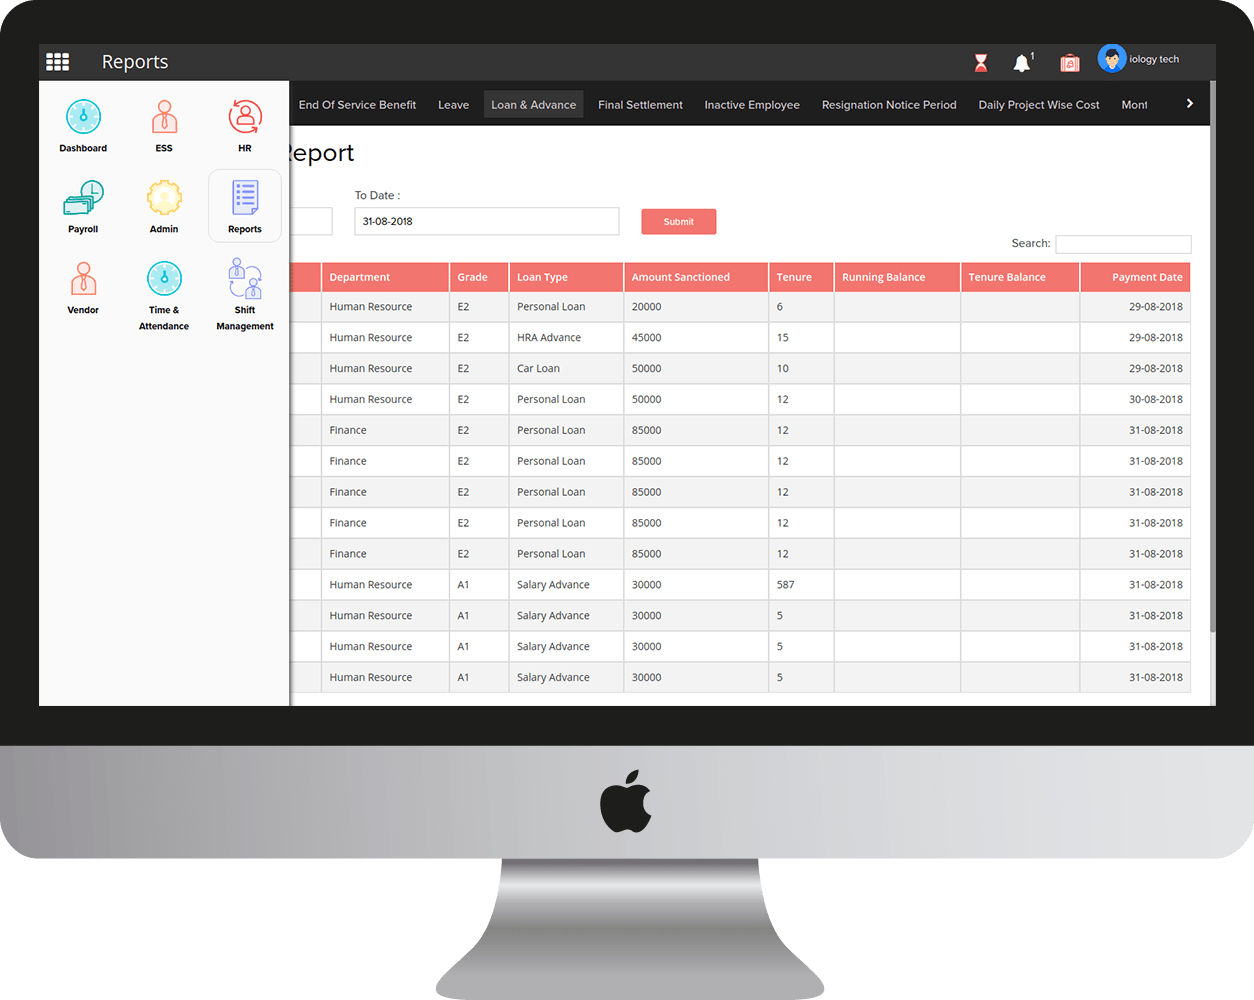 Reports
1
iology tech
Dashboard
ESS
HR
Payroll
Admin
Reports
Vendor
Time &
Attendance
Shift
Management
End Of Service Benefit Leave Loan & Advance Final Settlement Inactive Employee Resignation Notice Period Daily Project Wise Cost Mont
Report
To Date :
31-08-2018
Submit
Search:
Department Grade Loan Type Amount Sanctioned Tenure Running Balance Tenure Balance Payment Date
Human Resource E2 Personal Loan 20000 6 29-08-2018
Human Resource E2 HRA Advance 45000 15 29-08-2018
Human Resource E2 Car Loan 50000 10 29-08-2018
Human Resource E2 Personal Loan 50000 12 30-08-2018
Finance E2 Personal Loan 85000 12 31-08-2018
Finance E2 Personal Loan 85000 12 31-08-2018
Finance E2 Personal Loan 85000 12 31-08-2018
Finance E2 Personal Loan 85000 12 31-08-2018
Finance E2 Personal Loan 85000 12 31-08-2018
Human Resource A1 Salary Advance 30000 587 31-08-2018
Human Resource A1 Salary Advance 30000 5 31-08-2018
Human Resource A1 Salary Advance 30000 5 31-08-2018
Human Resource A1 Salary Advance 30000 5 31-08-2018